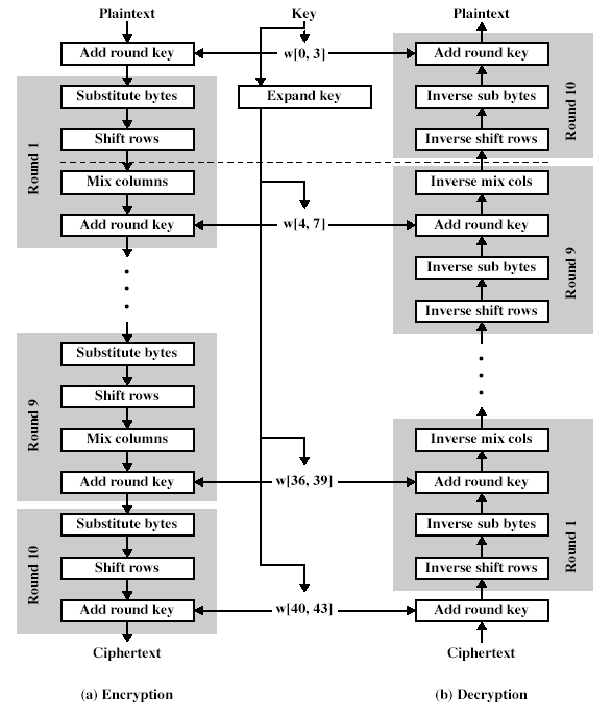 Plaintext
Add round key
Substitute bytes
Shift rows
Mix columns
Add round key
Round 1
Substitute bytes
Shift rows
Mix columns
Add round key
Round 9
Substitute bytes
Shift rows
Add round key
Round 10
Ciphertext
(a) Encryption
Key
w[0, 3]
Expand key
w[4, 7]
w[36, 39]
w[40, 43]
Plaintext
Add round key
Inverse sub bytes
Inverse shift rows
Round 10
Inverse mix cols
Add round key
Inverse sub bytes
Inverse shift rows
Round 9
Inverse mix cols
Add round key
Inverse sub bytes
Inverse shift rows
Round 1
Add round key
Ciphertext
(b) Decryption